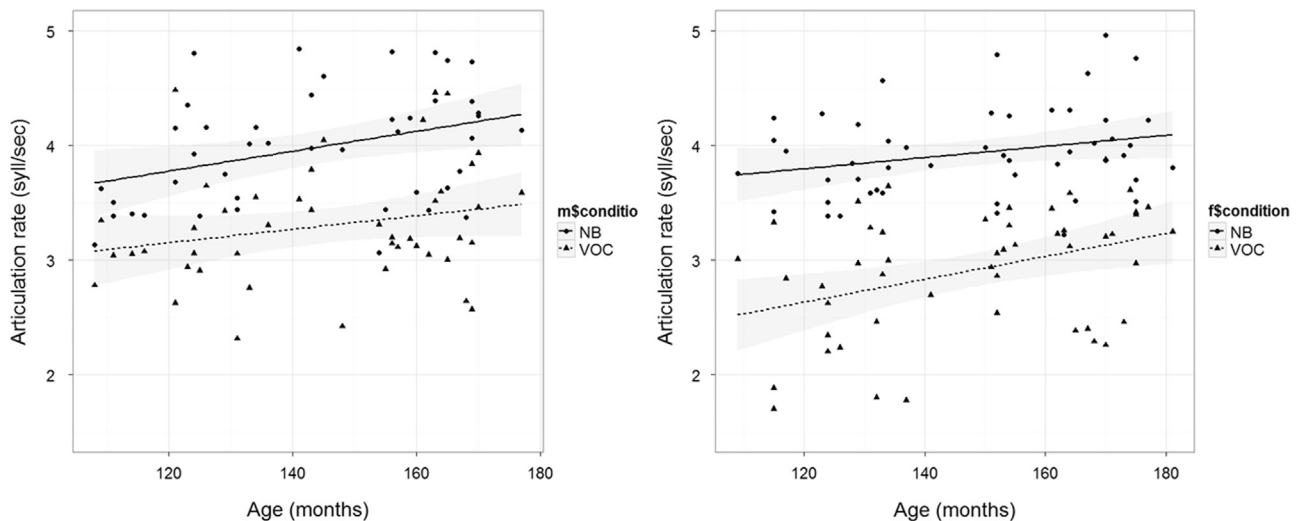 5
4
3
2
Articulation rate (syll/sec)
120 140 160 180
Age (months)
m$conditio
NB
VOC
5
4
3
2
Articulation rate (syll/sec)
120 140 160 180
Age (months)
f$condition
NB
VOC